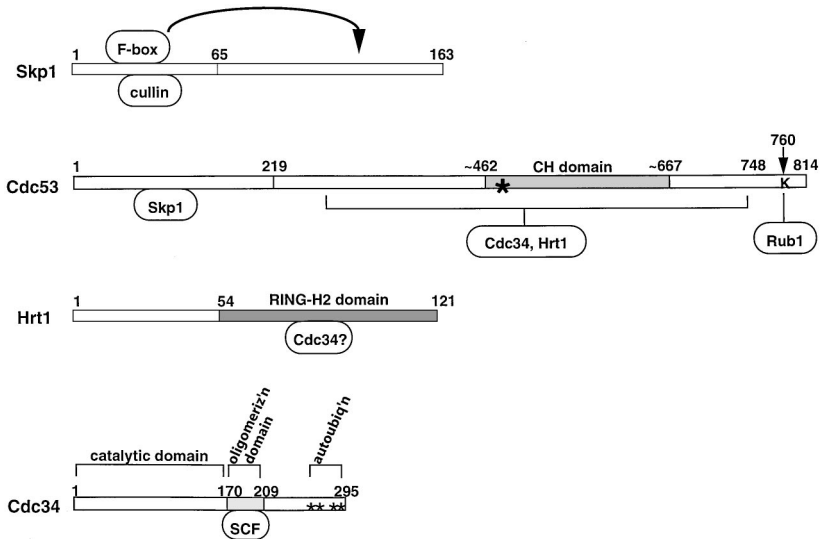 F-box
1 65 163
Skp1
cullin
760
1 219 ~462 CH domain ~667 748 814
Cdc53 * K
Skp1
Cdc34, Hrt1
Rub1
1 54 RING-H2 domain 121
Hrt1
Cdc34?
oligomeriz'n
domain
autoubiq'n
catalytic domain
1 170 209 295
Cdc34 ** **
SCF